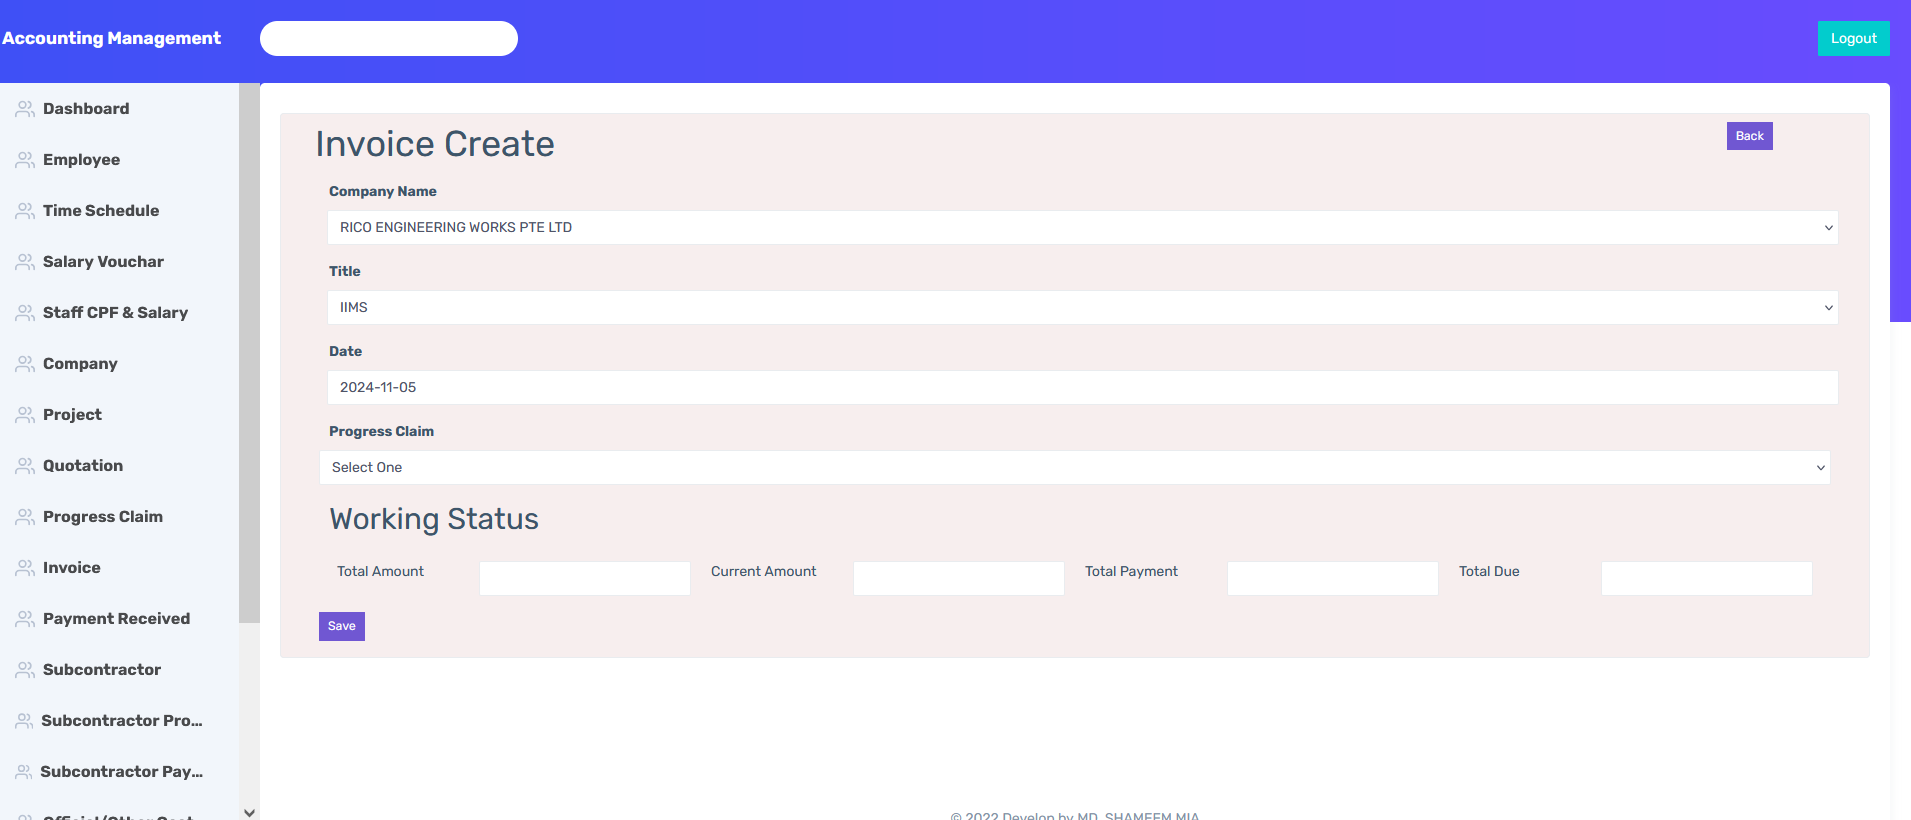 Accounting Management
Logout
Dashboard
Employee
Time Schedule
Salary Vouchar
Staff CPF & Salary
Company
Project
Quotation
Progress Claim
Invoice
Payment Received
Subcontractor
Subcontractor Pro...
Subcontractor Pay...
Official/Other Cost
Invoice Create
Back
Company Name
RICO ENGINEERING WORKS PTE LTD
Title
IIMS
Date
2024-11-05
Progress Claim
Select One
Working Status
Total Amount Current Amount Total Payment Total Due
Save
© 2022 Develop by MD. SHAMEEM MIA